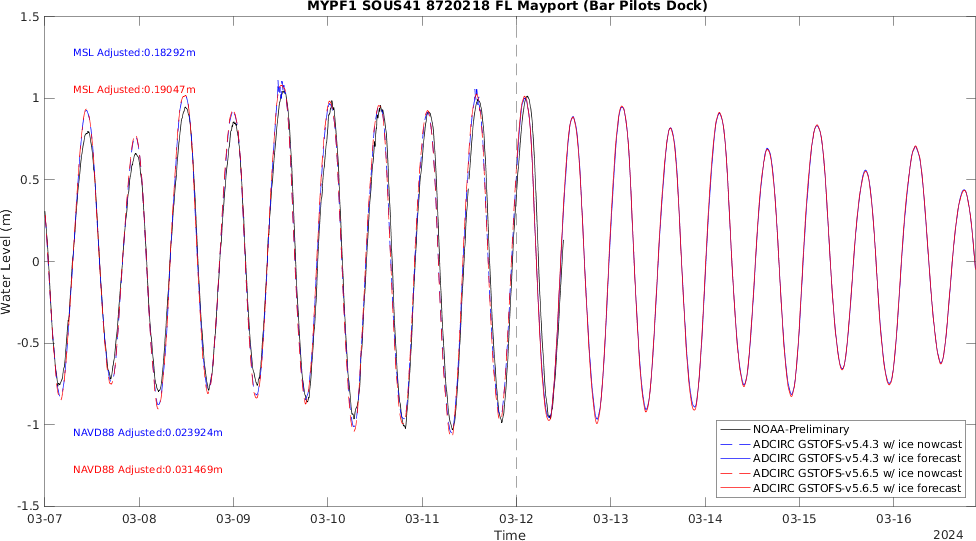 MYPF1 SOUS41 8720218 FL Mayport (Bar Pilots Dock)
1.5
1
0.5
0
-0.5
-1
-1.5
Water Level (m)
MSL Adjusted:0.18292m
MSL Adjusted:0.19047m
NAVD88 Adjusted:0.023924m
NAVD88 Adjusted:0.031469m
NOAA-Preliminary
ADCIRC GSTOFS-v5.4.3 w/ ice nowcast
ADCIRC GSTOFS-v5.4.3 w/ ice forecast
ADCIRC GSTOFS-v5.6.5 w/ ice nowcast
ADCIRC GSTOFS-v5.6.5 w/ ice forecast
03-07 03-08 03-09 03-10 03-11 03-12 03-13 03-14 03-15 03-16
Time
2024